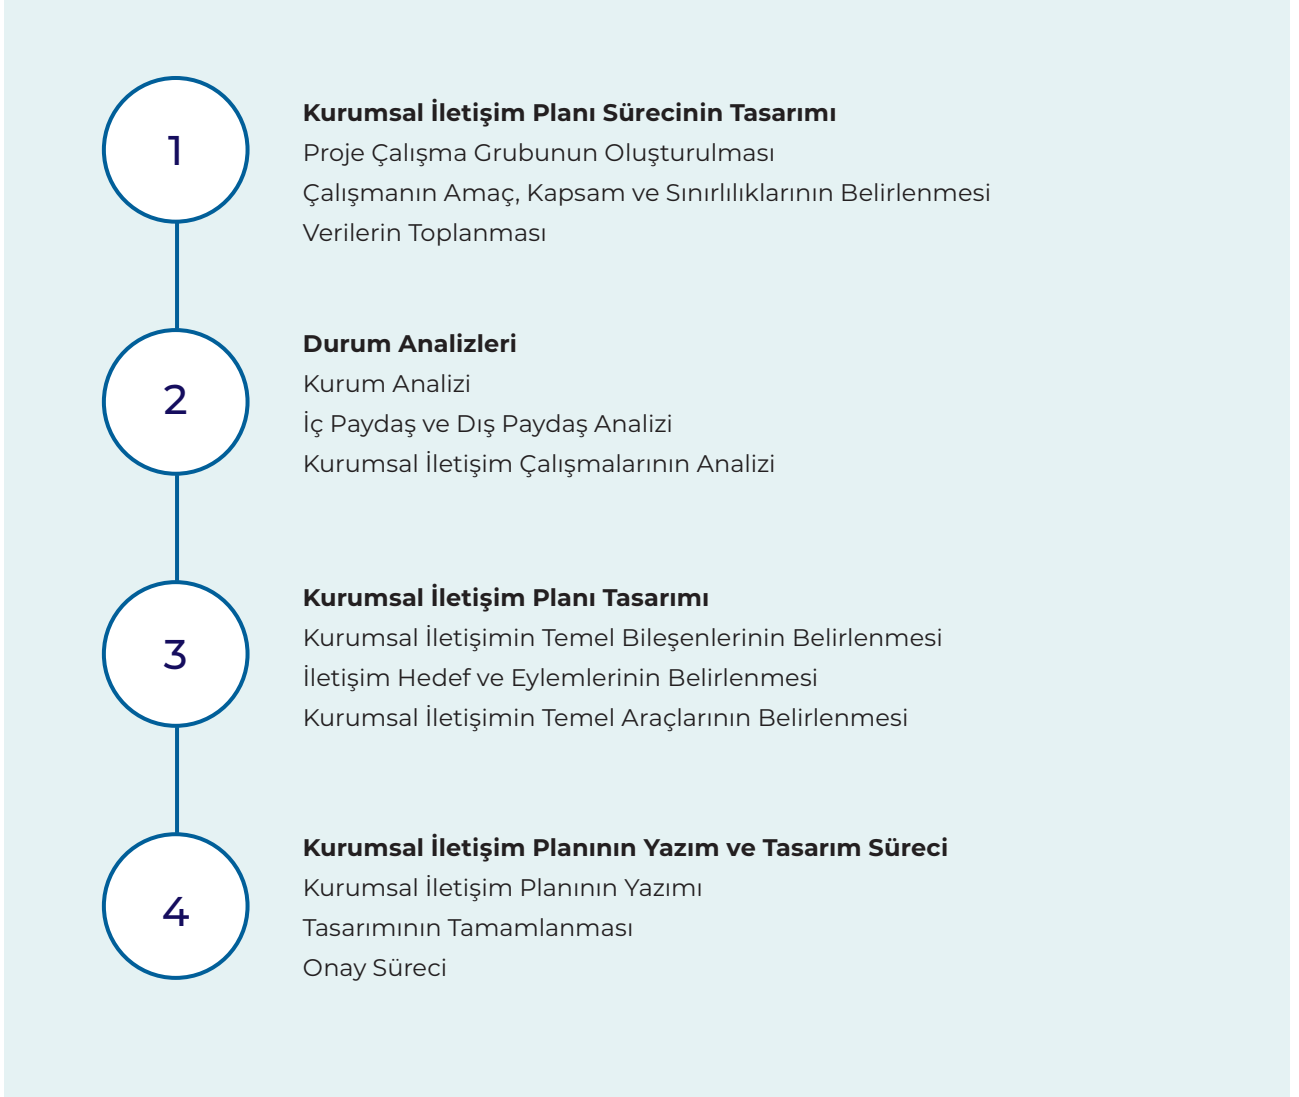 1
Kurumsal İletişim Planı Sürecinin Tasarımı
Proje Çalışma Grubunun Oluşturulması
Çalışmanın Amaç, Kapsam ve Sınırlılıklarının Belirlenmesi
Verilerin Toplanması
2
Durum Analizleri
Kurum Analizi
İç Paydaş ve Dış Paydaş Analizi
Kurumsal İletişim Çalışmalarının Analizi
3
Kurumsal İletişim Planı Tasarımı
Kurumsal İletişimin Temel Bileşenlerinin Belirlenmesi
İletişim Hedef ve Eylemlerinin Belirlenmesi
Kurumsal İletişimin Temel Araçlarının Belirlenmesi
4
Kurumsal İletişim Planının Yazım ve Tasarım Süreci
Kurumsal İletişim Planının Yazımı
Tasarımının Tamamlanması
Onay Süreci